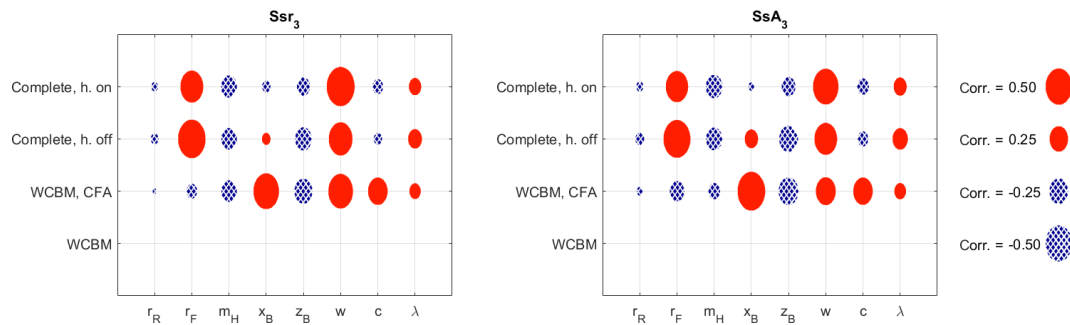 Ssr3
Complete, h. on
Complete, h. off
WCBM, CFA
WCBM
rR rF mH xB zB w c λ
SsA3
Complete, h. on
Complete, h. off
WCBM, CFA
WCBM
rR rF mH xB zB w c λ
Corr. = 0.50
Corr. = 0.25
Corr. = -0.25
Corr. = -0.50